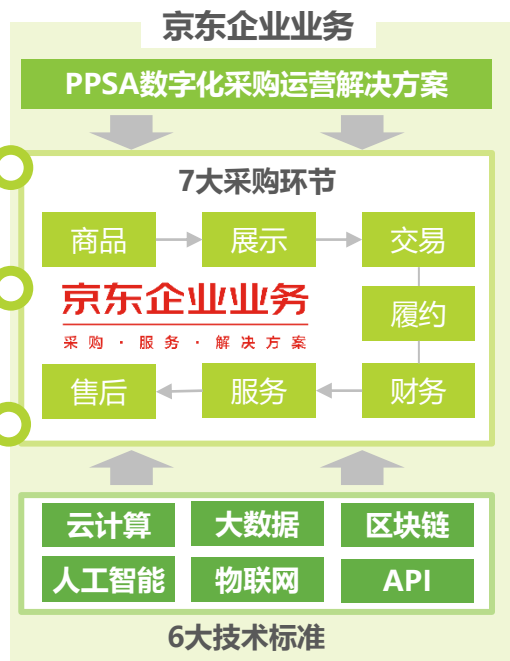 京东企业业务
PPSA数字化采购运营解决方案
7大采购环节
商品
展示
交易
京东企业业务
采购·服务·解决方案
履约
售后
服务
财务
云计算
大数据
区块链
人工智能
物联网
API
6大技术标准